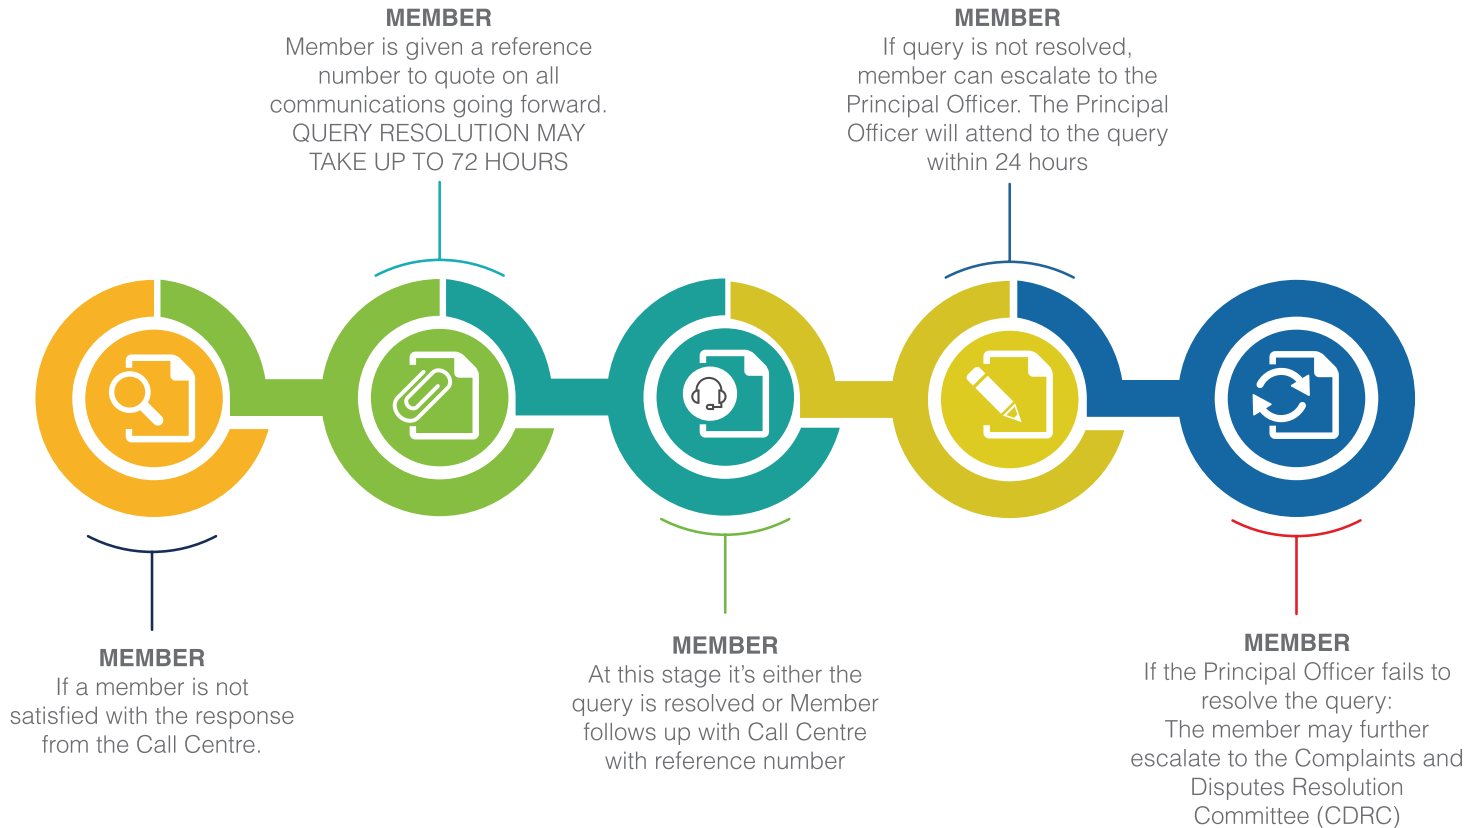 MEMBER
If a member is not
satisfied with the response
from the Call Centre.
MEMBER
Member is given a reference
number to quote on all
communications going forward.
QUERY RESOLUTION MAY
TAKE UP TO 72 HOURS
MEMBER
At this stage it's either the
query is resolved or Member
follows up with Call Centre
with reference number
MEMBER
If query is not resolved,
member can escalate to the
Principal Officer. The Principal
Officer will attend to the query
within 24 hours
MEMBER
If the Principal Officer fails to
resolve the query:
The member may further
escalate to the Complaints and
Disputes Resolution
Committee (CDRC)